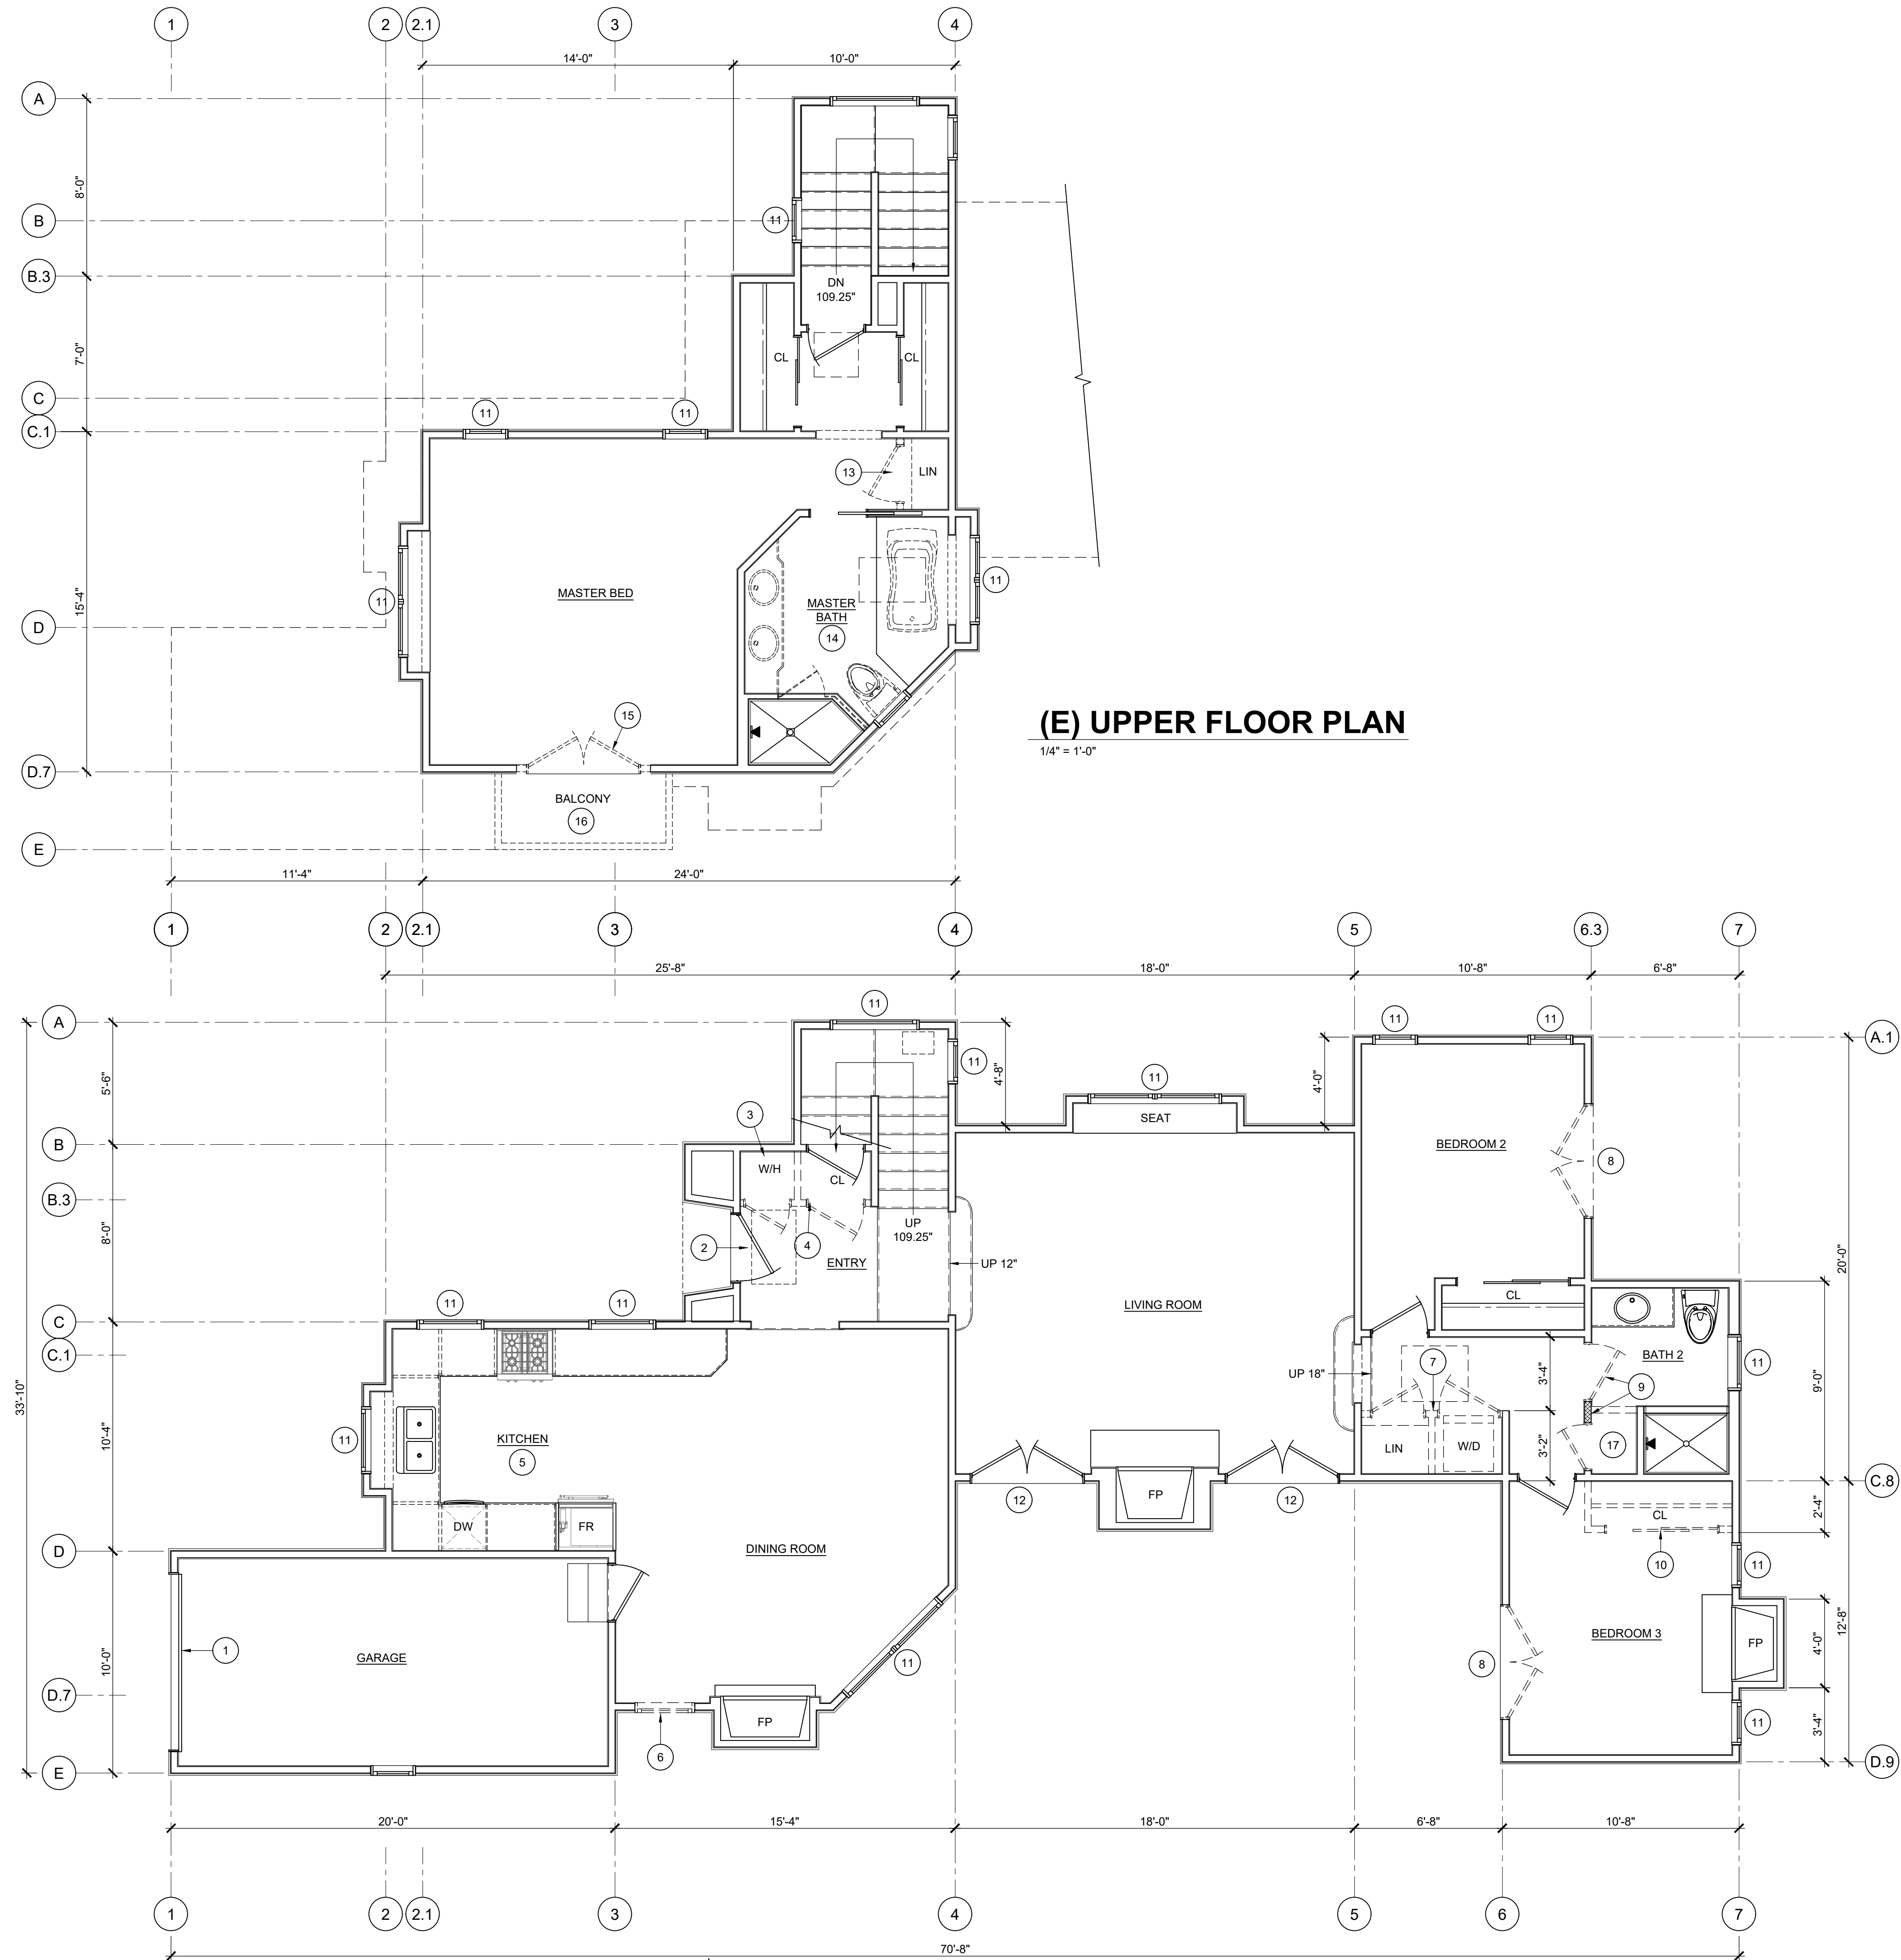 1 2 2.1 3 4
14'-0" 10'-0"
A
8'-0"
B 11
B.3
DN
109.25"
7'-0"
CL CL
C
C.1
11 11
13 LIN
15'-4"
MASTER BED
11 11
MASTER
BATH
14
D
15
(E) UPPER FLOOR PLAN
1/4" = 1'-0"
D.7
BALCONY
16
E
11'-4" 24'-0"
1 2 2.1 3 4 5 6.3 7
25'-8" 18'-0" 10'-8" 6'-8"
A 11 11 11 A.1
5'-6" 11 4'-8" 11 4'-0"
3 SEAT
B BEDROOM 2
W/H CL 8
B.3
33'-10" 8'-0" 2 4 UP
109.25"
20'-0"
ENTRY UP 12"
LIVING ROOM CL
C 11 11
C.1 BATH 2 11
UP 18" 7 3'-4" 9 9'-0"
10'-4" 11 KITCHEN
5
LIN W/D 3'-2" 17
12 FP 12 C.8
DW FR 2'-4"
CL
D DINING ROOM 10 11
10'-0" 1 GARAGE 11 8 BEDROOM 3 FP 4'-0" 12'-8"
D.7
FP 11 3'-4"
6
E D.9
20'-0" 15'-4" 18'-0" 6'-8" 10'-8"
1 2 2.1 3 4 5 6 7
70'-8"